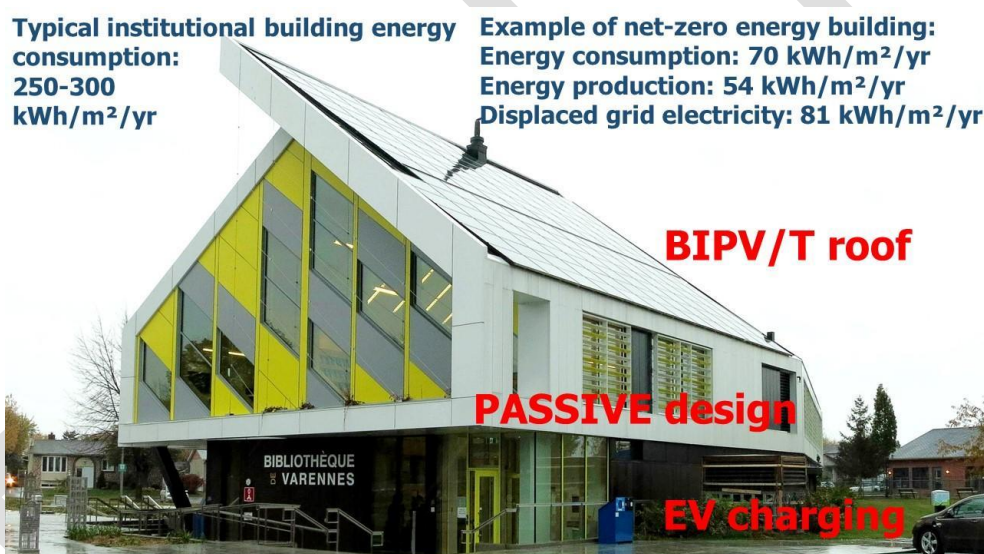 Typical institutional building energy
consumption:
250-300
kWh/m²/yr
Example of net-zero energy building:
Energy consumption: 70 kWh/m²/yr
Energy production: 54 kWh/m²/yr
Displaced grid electricity: 81 kWh/m²/yr
BIPV/T roof
PASSIVE design
BIBLIOTHÈQUE
DE VARENNES
EV charging